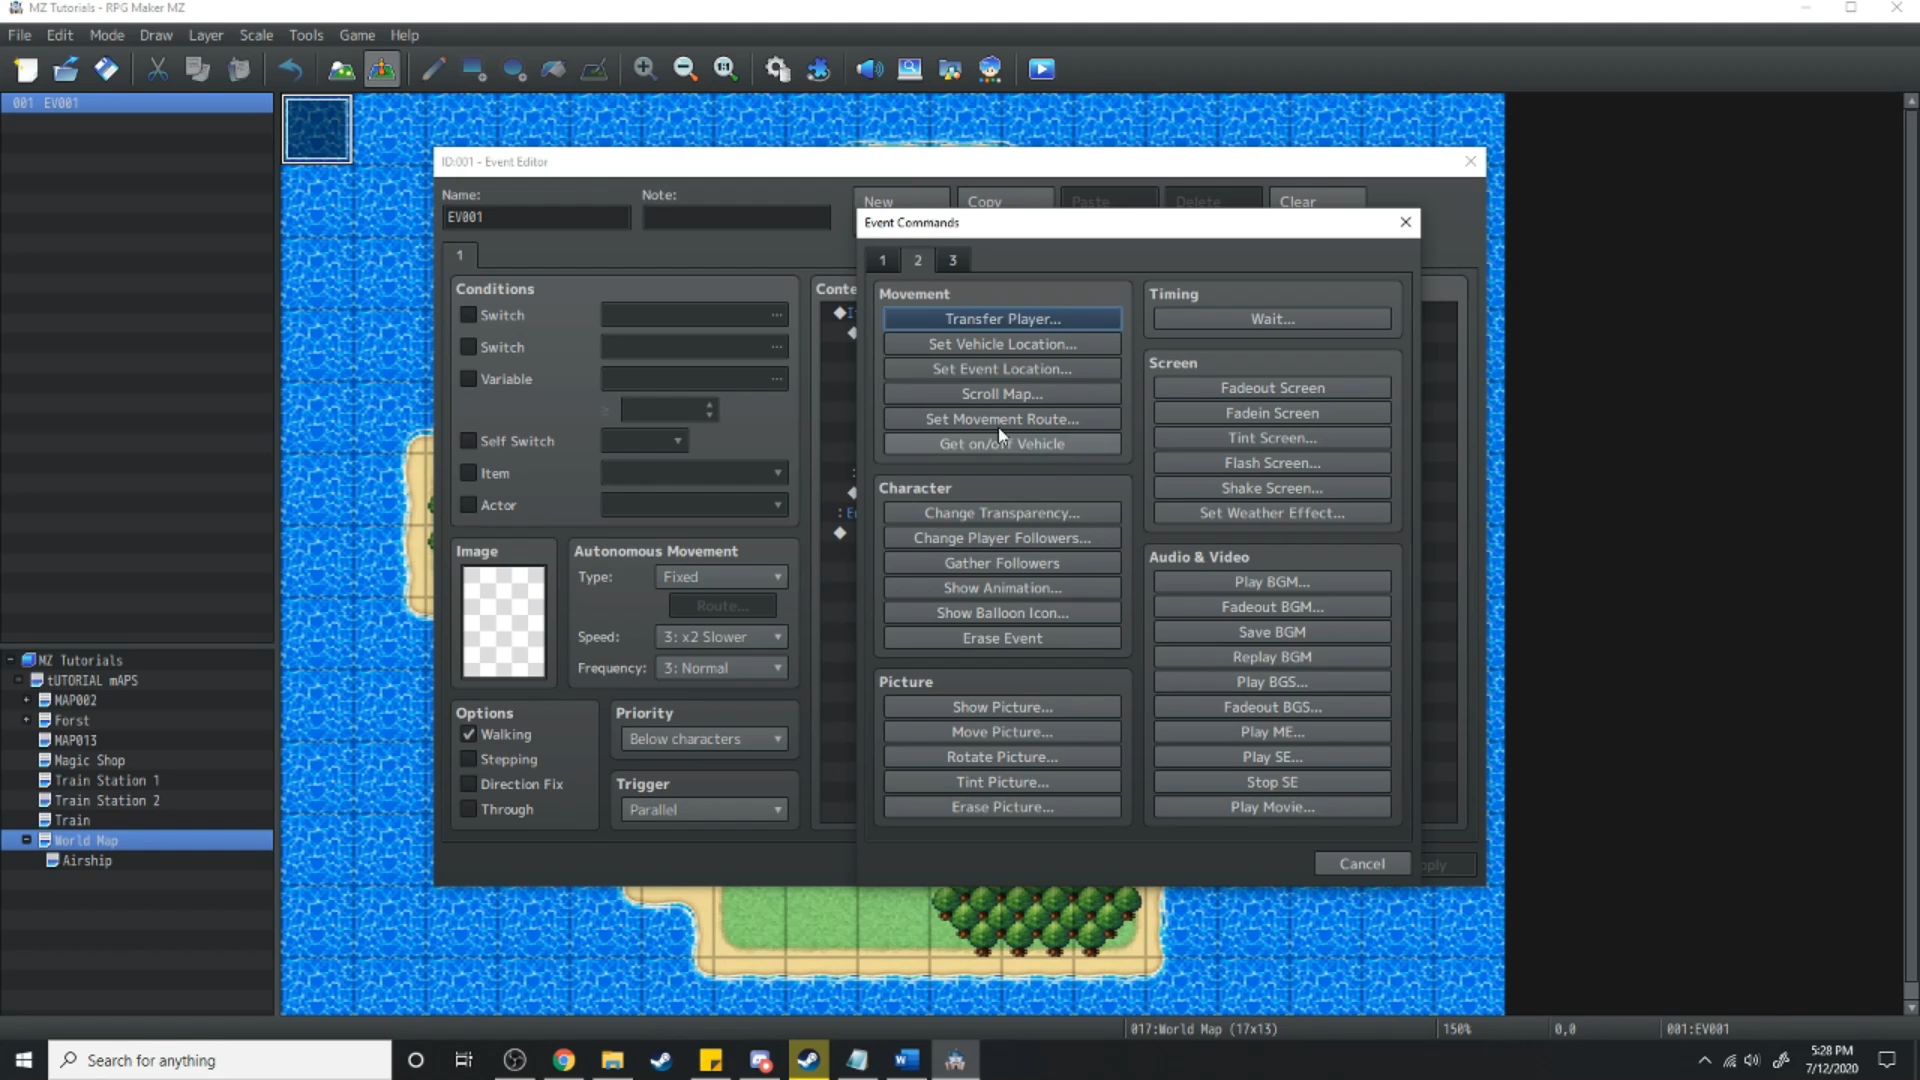 MZ Tutorials - RPG Maker MZ
File Edit Mode Draw Layer Scale Tools Game Help
001 EV001
ID:001 - Event Editor
Name:
EV001
Note:
New Copy Paste Delete Clear
1
Conditions
Switch ...
Switch ...
Variable ...
≥
Self Switch
Item
Actor
Image
Autonomous Movement
Type: Fixed
Route...
Speed: 3: x2 Slower
Frequency: 3: Normal
Options
Walking
Stepping
Direction Fix
Through
Priority
Below characters
Trigger
Parallel
Conte
Event Commands
1 2 3
Movement
Transfer Player...
Set Vehicle Location...
Set Event Location...
Scroll Map...
Set Movement Route...
Get on/off Vehicle
Character
Change Transparency...
Change Player Followers...
Gather Followers
Show Animation...
Show Balloon Icon...
Erase Event
Picture
Show Picture...
Move Picture...
Rotate Picture...
Tint Picture...
Erase Picture...
Timing
Wait...
Screen
Fadeout Screen
Fadein Screen
Tint Screen...
Flash Screen...
Shake Screen...
Set Weather Effect...
Audio & Video
Play BGM...
Fadeout BGM...
Save BGM
Replay BGM
Play BGS...
Fadeout BGS...
Play ME...
Play SE...
Stop SE
Play Movie...
Cancel
pply
MZ Tutorials
tUTORIAL mAPS
MAP002
Forst
MAP013
Magic Shop
Train Station 1
Train Station 2
Train
World Map
Airship
017:World Map (17x13) 150% 0,0 001:EV001
Search for anything
5:28 PM
7/12/2020